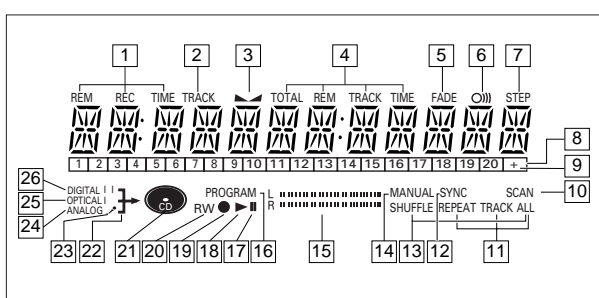 1 2 3 4 5 6 7
REM REC TIME TRACK TOTAL REM TRACK TIME FADE STEP
1 2 3 4 5 6 7 8 9 10 11 12 13 14 15 16 17 18 19 20 +
8
9
26 DIGITAL I I
25 OPTICAL I
24 ANALOG
CD
PROGRAM
RW
L
R
MANUAL SYNC SCAN
SHUFFLE REPEAT TRACK ALL
10
23 22 21 20 19 18 17 16 15 14 13 12 11